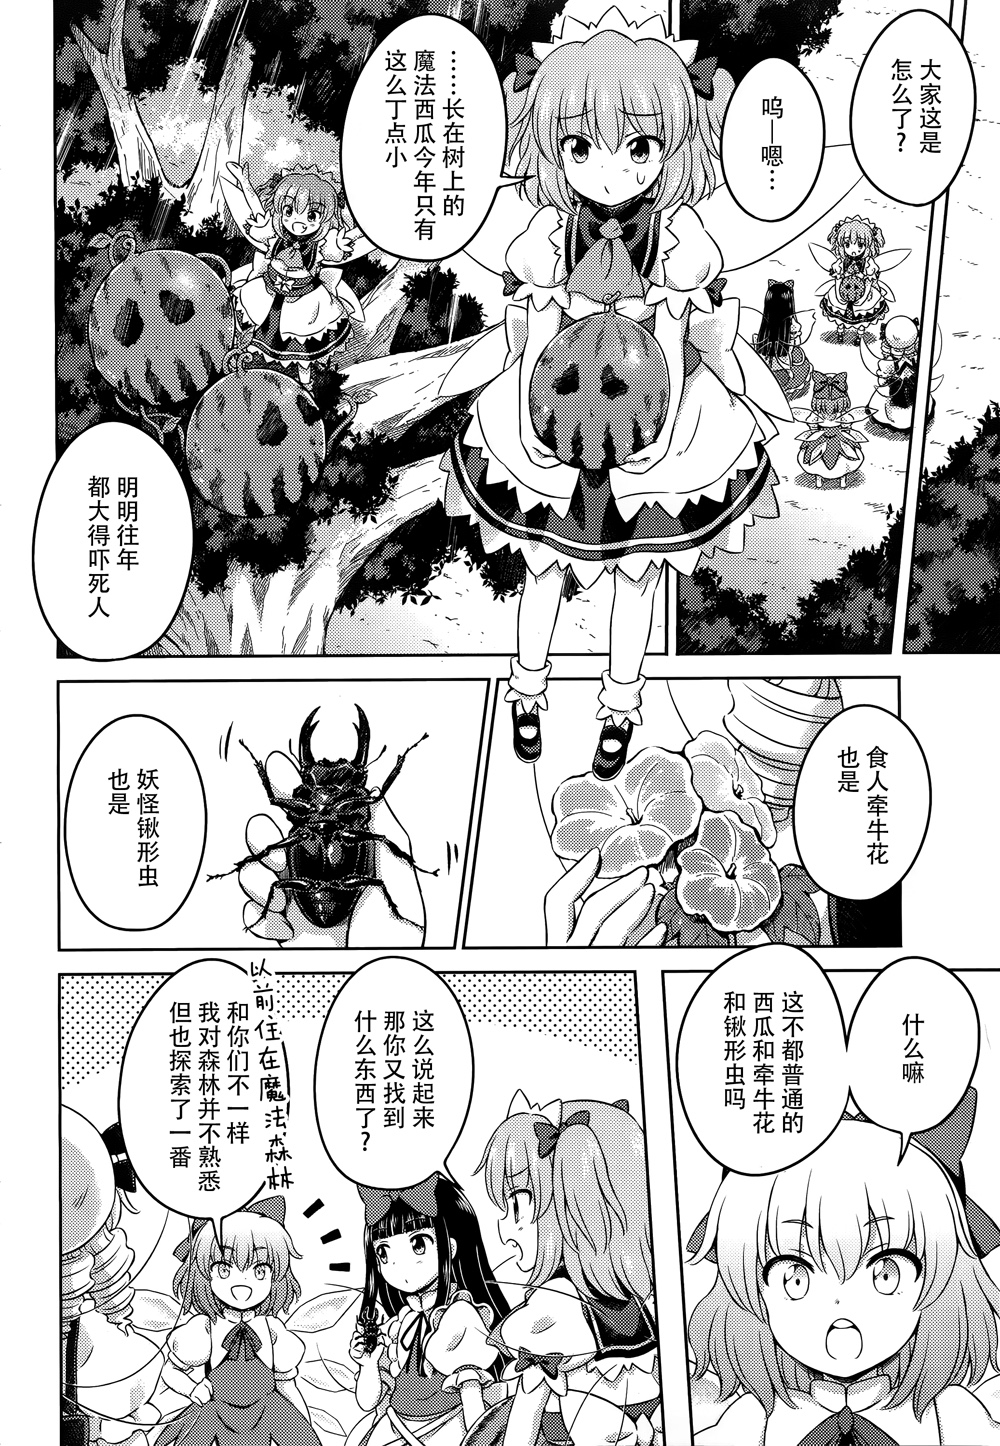 大家这是
怎么了?
呜—嗯…
……长在树上的
魔法西瓜今年只有
这么丁点小
明明往年
都大得吓死人
食人牵牛花
也是
妖怪锹形虫
也是
什么嘛
这不都普通的
西瓜和牵牛花
和锹形虫吗
这么说起来
那你又找到
什么东西了?
以前住在魔法森林
和你们不一样
我对森林并不熟悉
但也探索了一番